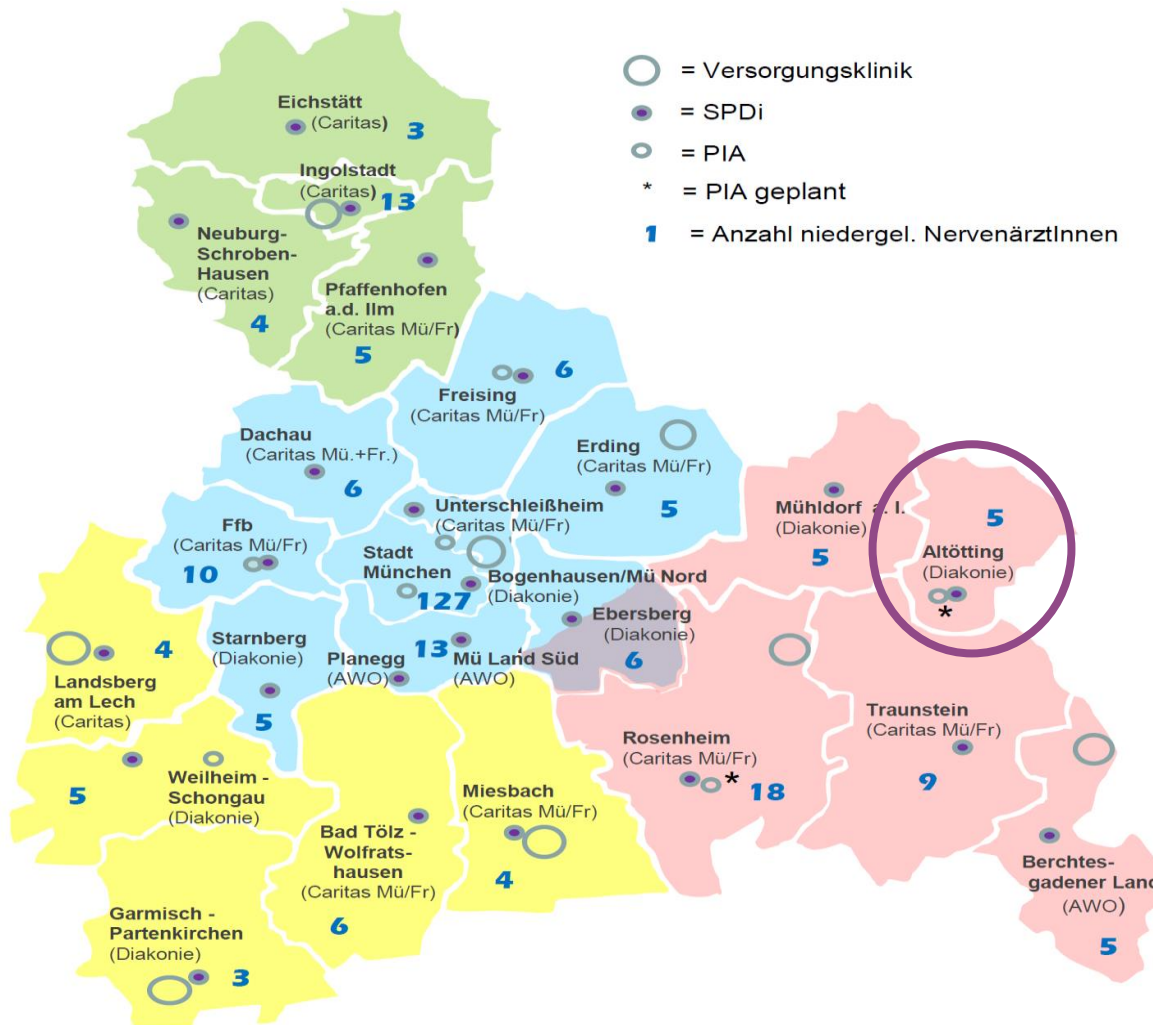 = Versorgungsklinik
= SPDi
= PIA
* = PIA geplant
1 = Anzahl niedergel. NervenärztInnen
Eichstätt
(Caritas)
3
Ingolstadt
(Caritas)
13
Neuburg-
Schroben-
Hausen
(Caritas)
4
Pfaffenhofen
a.d. Ilm
(Caritas Mü/Fr)
5
6
Freising
(Caritas Mü/Fr)
Dachau
(Caritas Mü.+Fr.)
6
Erding
(Caritas Mü/Fr)
5
Unterschleißheim
(Caritas Mü/Fr)
Ffb
(Caritas Mü/Fr)
10
Stadt
München
127
Bogenhausen/Mü Nord
(Diakonie)
Ebersberg
(Diakonie)
6
Mühldorf a. I.
(Diakonie)
5
5
Altötting
(Diakonie)
*
4
Landsberg
am Lech
(Caritas)
Starnberg
(Diakonie)
5
Planegg
(AWO)
13
Mü Land Süd
(AWO)
5
Weilheim -
Schongau
(Diakonie)
Bad Tölz -
Wolfrats-
hausen
(Caritas Mü/Fr)
6
Miesbach
(Caritas Mü/Fr)
4
Rosenheim
(Caritas Mü/Fr)
*
18
Traunstein
(Caritas Mü/Fr)
9
Berchtes-
gadener Land
(AWO)
5
Garmisch -
Partenkirchen
(Diakonie)
3